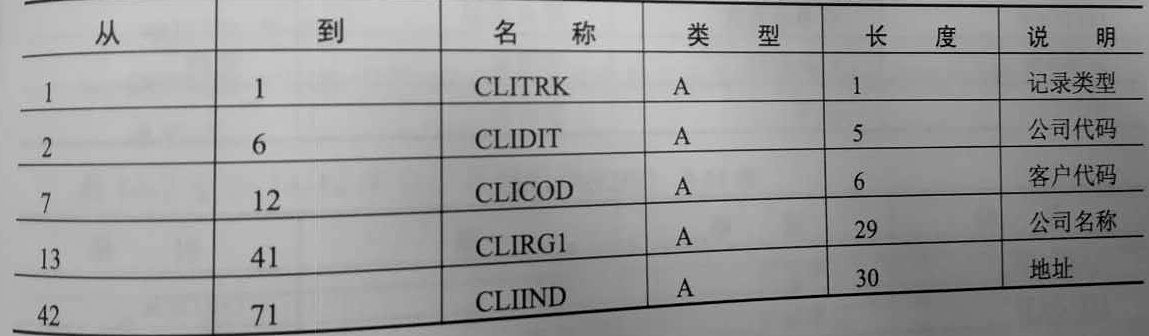 从 到 名 称 类 型 长 度 说 明
1 1 CLITRK A 1 记录类型
2 6 CLIDIT A 5 公司代码
7 12 CLICOD A 6 客户代码
13 41 CLIRG1 A 29 公司名称
42 71 CLIIND A 30 地址